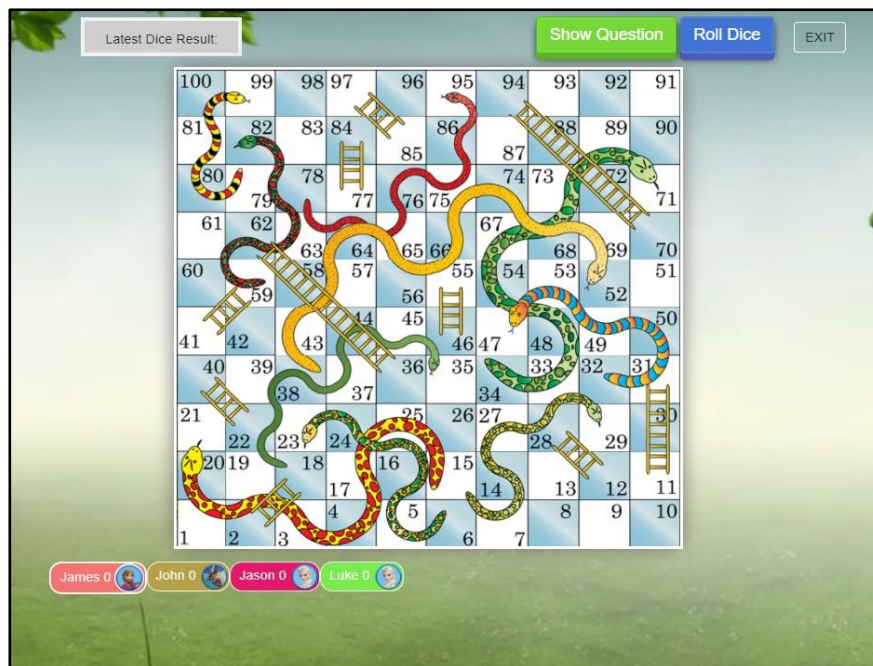 Latest Dice Result:
Show Question
Roll Dice
EXIT
100 99 98 97 96 95 94 93 92 91
81 82 83 84 85 86 87 88 89 90
80 79 78 77 76 75 74 73 72 71
61 62 63 64 65 66 67 68 69 70
60 59 58 57 56 55 54 53 52 51
41 42 43 44 45 46 47 48 49 50
40 39 38 37 36 35 34 33 32 31
21 22 23 24 25 26 27 28 29 30
20 19 18 17 16 15 14 13 12 11
1 2 3 4 5 6 7 8 9 10
James 0
John 0
Jason 0
Luke 0